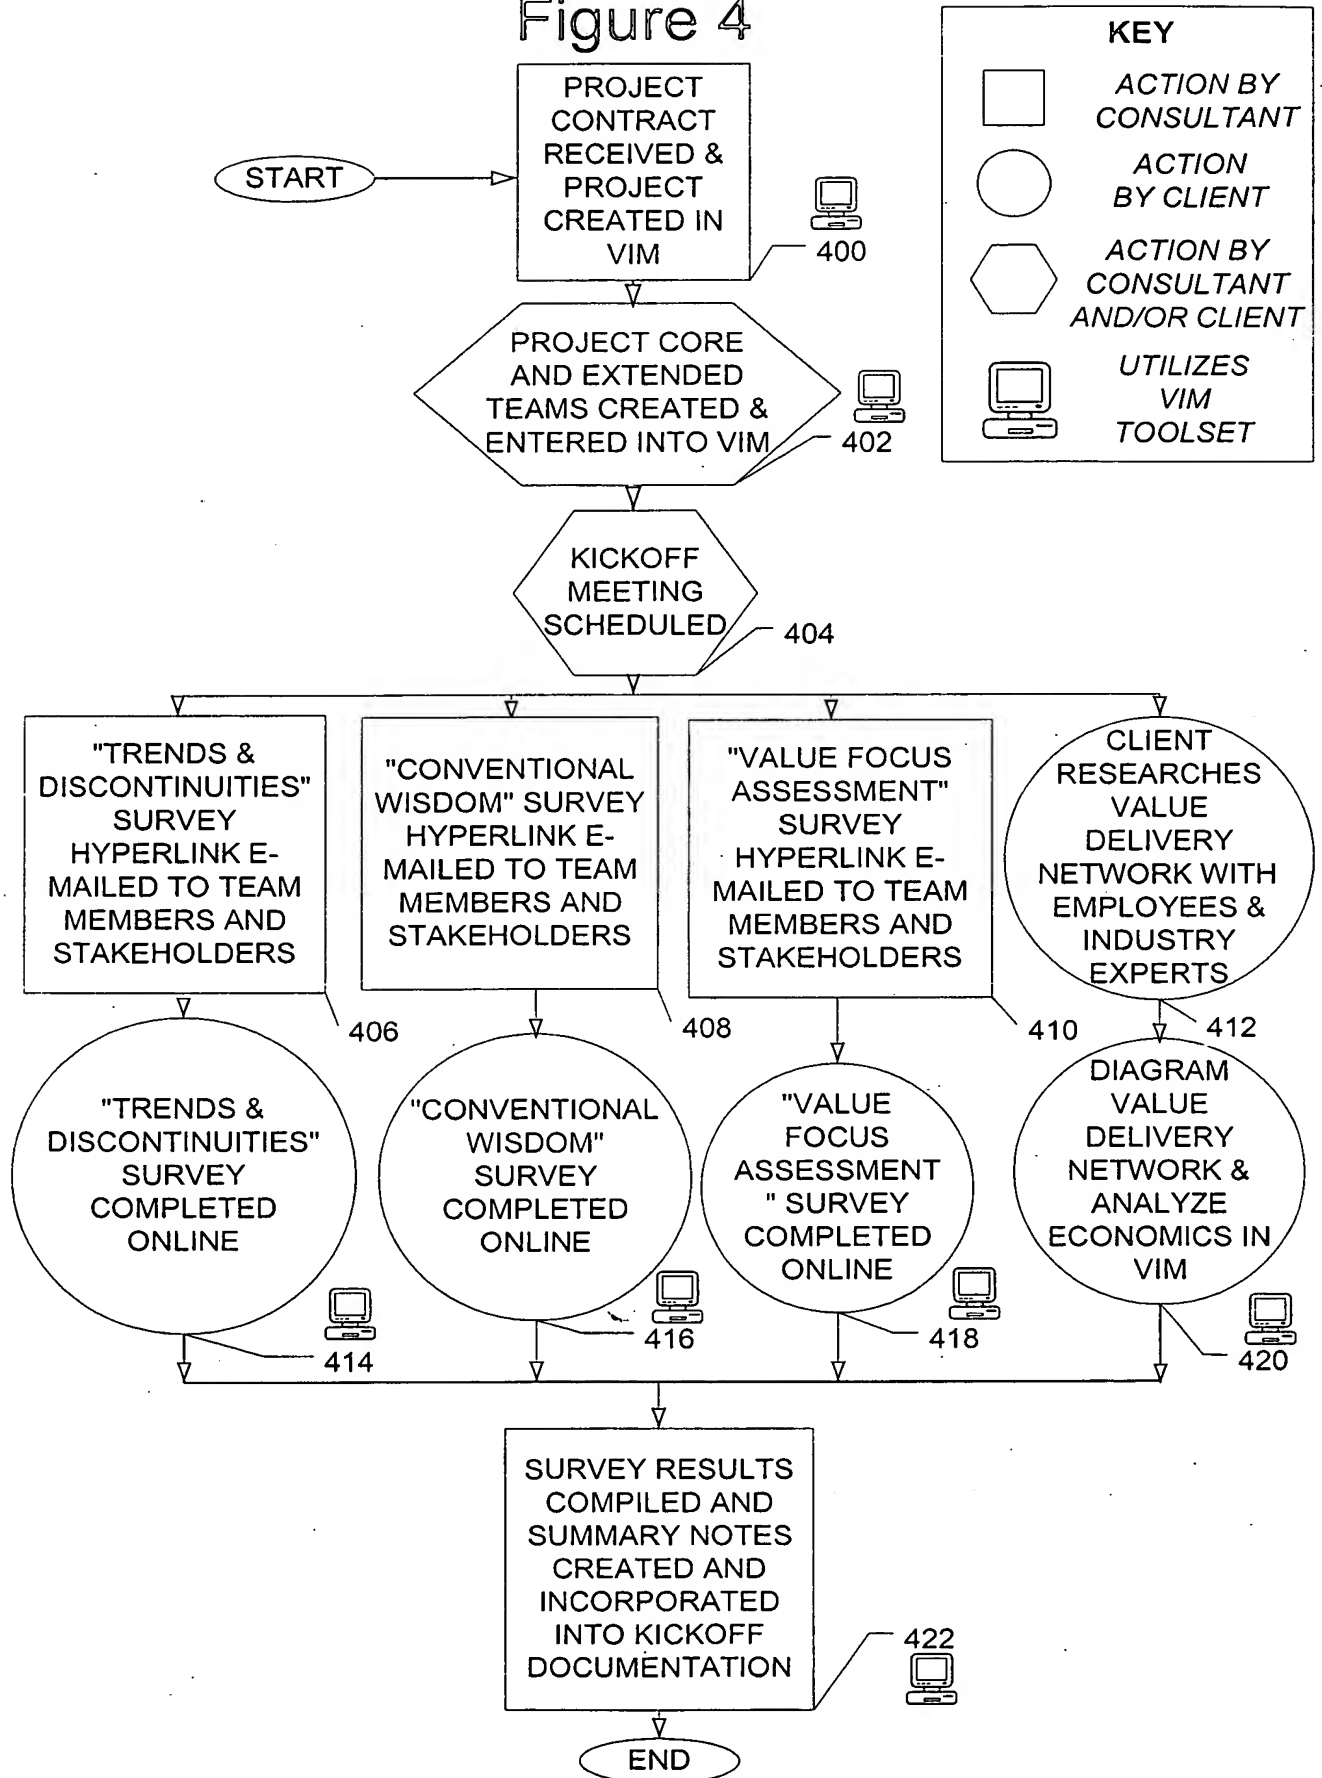 Figure 4
KEY
ACTION BY
CONSULTANT
ACTION
BY CLIENT
ACTION BY
CONSULTANT
AND/OR CLIENT
UTILIZES
VIM
TOOLSET
START
PROJECT
CONTRACT
RECEIVED &
PROJECT
CREATED IN
VIM
400
PROJECT CORE
AND EXTENDED
TEAMS CREATED &
ENTERED INTO VIM
402
KICKOFF
MEETING
SCHEDULED
404
"TRENDS &
DISCONTINUITIES"
SURVEY
HYPERLINK E-
MAILED TO TEAM
MEMBERS AND
STAKEHOLDERS
406
"CONVENTIONAL
WISDOM" SURVEY
HYPERLINK E-
MAILED TO TEAM
MEMBERS AND
STAKEHOLDERS
408
"VALUE FOCUS
ASSESSMENT"
SURVEY
HYPERLINK E-
MAILED TO TEAM
MEMBERS AND
STAKEHOLDERS
410
CLIENT
RESEARCHES
VALUE
DELIVERY
NETWORK WITH
EMPLOYEES &
INDUSTRY
EXPERTS
412
"TRENDS &
DISCONTINUITIES"
SURVEY
COMPLETED
ONLINE
414
"CONVENTIONAL
WISDOM"
SURVEY
COMPLETED
ONLINE
416
"VALUE
FOCUS
ASSESSMENT
" SURVEY
COMPLETED
ONLINE
418
DIAGRAM
VALUE
DELIVERY
NETWORK &
ANALYZE
ECONOMICS IN
VIM
420
SURVEY RESULTS
COMPILED AND
SUMMARY NOTES
CREATED AND
INCORPORATED
INTO KICKOFF
DOCUMENTATION
422
END